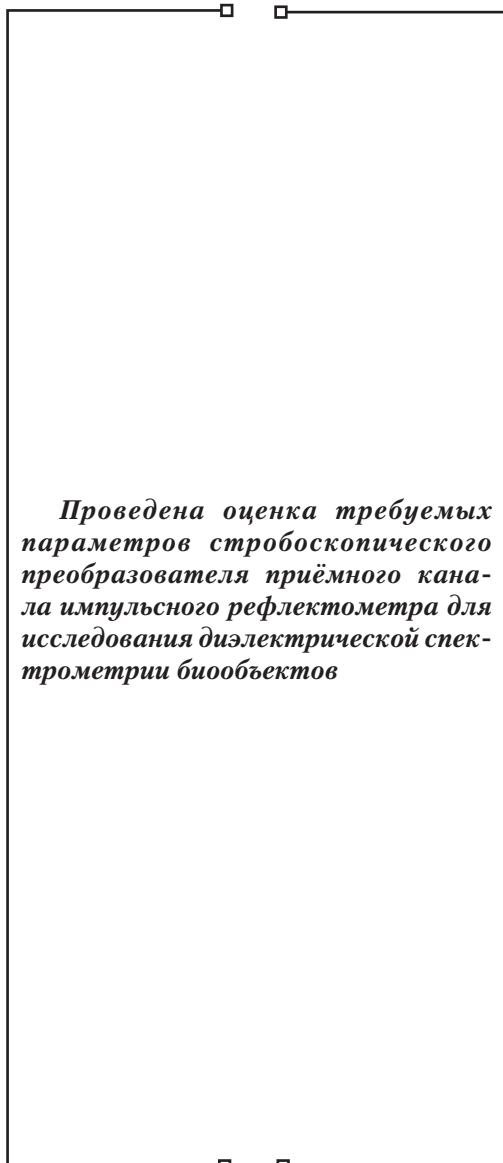 Проведена оценка требуемых
параметров стробоскопического
преобразователя приёмного кана-
ла импульсного рефлектометра для
исследования диэлектрической спек-
трометрии биообъектов